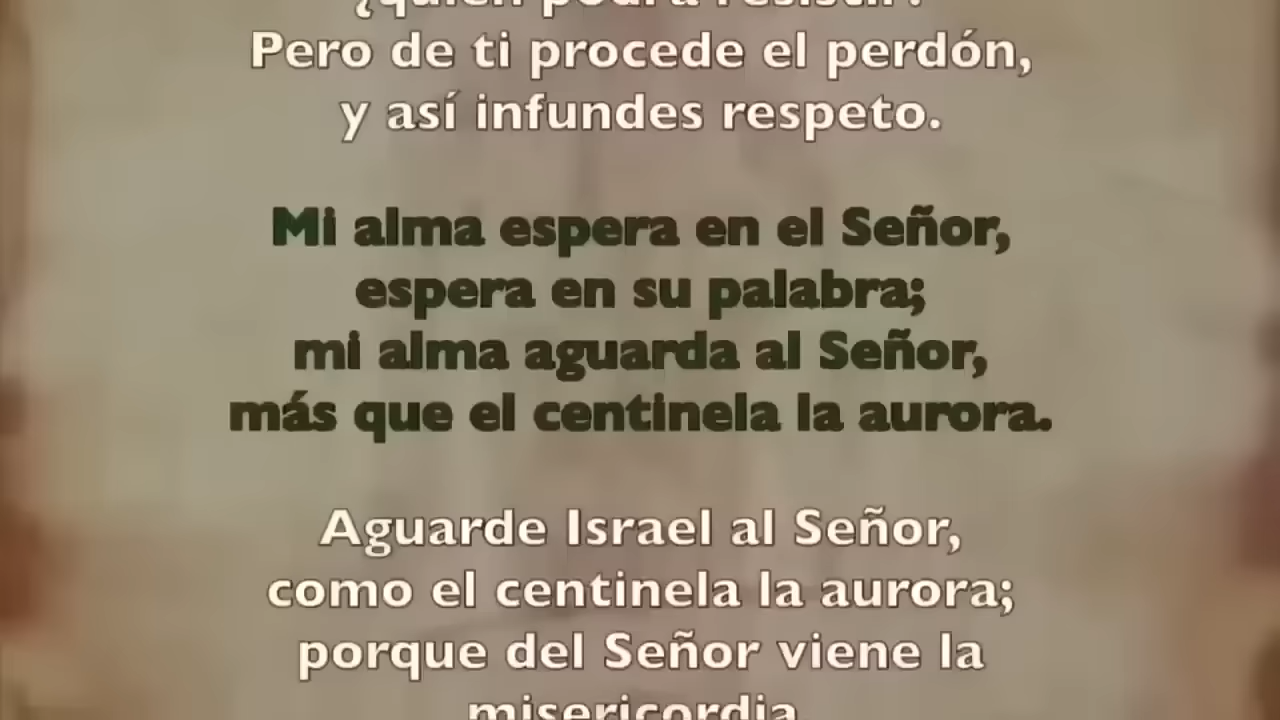 ¿quién podrá resistir?
Pero de ti procede el perdón,
y así infundes respeto.
Mi alma espera en el Señor,
espera en su palabra;
mi alma aguarda al Señor,
más que el centinela la aurora.
Aguarde Israel al Señor,
como el centinela la aurora;
porque del Señor viene la
misericordia